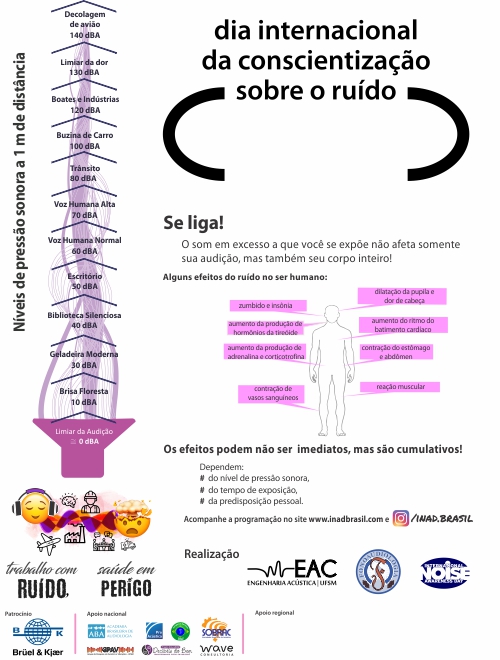 dia internacional
da conscientização
sobre o ruído
Níveis de pressão sonora a 1 m de distância
Decolagem
de avião
140 dBA
Limiar da dor
130 dBA
Boates e Indústrias
120 dBA
Buzina de Carro
100 dBA
Trânsito
80 dBA
Voz Humana Alta
70 dBA
Voz Humana Normal
60 dBA
Escritório
50 dBA
Biblioteca Silenciosa
40 dBA
Geladeira Moderna
30 dBA
Brisa Floresta
10 dBA
Limiar da Audição
≅ 0 dBA
Se liga!
O som em excesso a que você se expõe não afeta somente
sua audição, mas também seu corpo inteiro!
Alguns efeitos do ruído no ser humano:
zumbido e insônia
aumento da produção de
hormônios da tireóide
aumento da produção de
adrenalina e corticotrofina
contração de
vasos sanguíneos
dilatação da pupila e
dor de cabeça
aumento do ritmo do
batimento cardíaco
contração do estômago
e abdômen
reação muscular
Os efeitos podem não ser imediatos, mas são cumulativos!
Dependem:
# do nível de pressão sonora,
# do tempo de exposição,
# da predisposição pessoal.
Acompanhe a programação no site www.inadbrasil.com e /INAD.BRASIL
trabalho com
RUÍDO,
saúde em
PERIGO
Realização
EAC
ENGENHARIA ACÚSTICA | UFSM
INTERNATIONAL
NOISE
AWARENESS DAY
Patrocínio
B K
Brüel & Kjær
Apoio nacional
ABA
ACADEMIA
BRASILEIRA DE
AUDIOLOGIA
SOBRAC
GPAV
wave
CONSULTORIA
Apoio regional